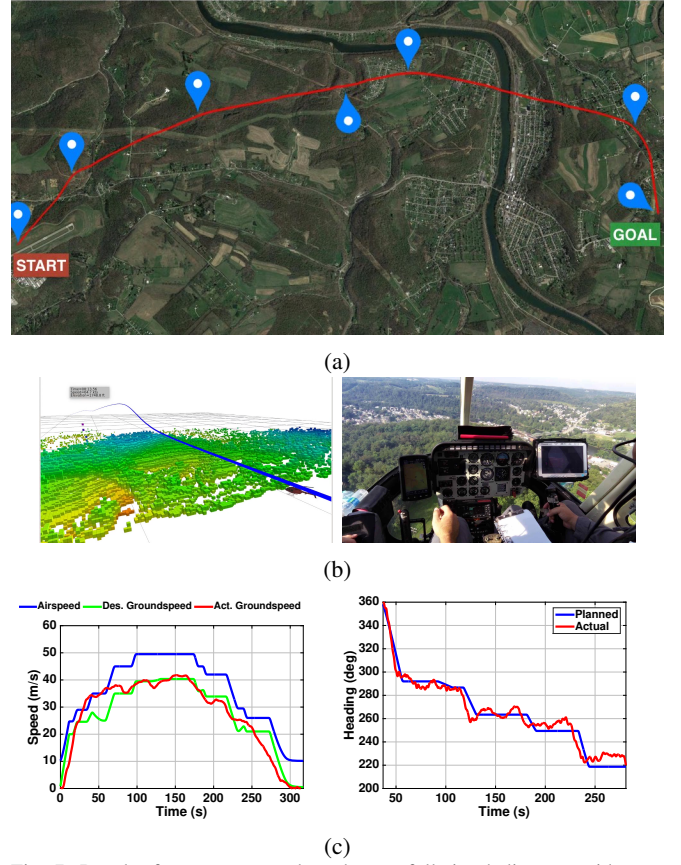 START
GOAL
(a)
(b)
Airspeed Des. Groundspeed Act. Groundspeed
60
50
40
30
20
10
0
Speed (m/s)
0 50 100 150 200 250 300
Time (s)
360
340
320
300
280
260
240
220
200
Heading (deg)
Planned
Actual
50 100 150 200
Time (s)
(c)